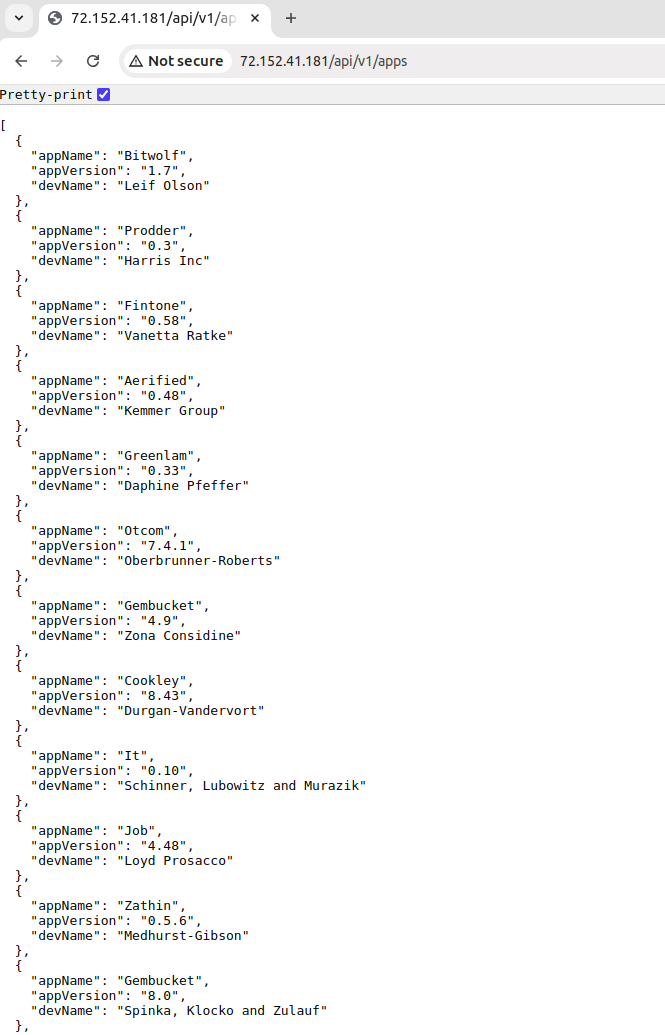 72.152.41.181/api/v1/ap
Not secure 72.152.41.181/api/v1/apps
Pretty-print
[
  {
    "appName": "Bitwolf",
    "appVersion": "1.7",
    "devName": "Leif Olson"
  },
  {
    "appName": "Prodder",
    "appVersion": "0.3",
    "devName": "Harris Inc"
  },
  {
    "appName": "Fintone",
    "appVersion": "0.58",
    "devName": "Vanetta Ratke"
  },
  {
    "appName": "Aerified",
    "appVersion": "0.48",
    "devName": "Kemmer Group"
  },
  {
    "appName": "Greenlam",
    "appVersion": "0.33",
    "devName": "Daphine Pfeffer"
  },
  {
    "appName": "Otcom",
    "appVersion": "7.4.1",
    "devName": "Oberbrunner-Roberts"
  },
  {
    "appName": "Gembucket",
    "appVersion": "4.9",
    "devName": "Zona Considine"
  },
  {
    "appName": "Cookley",
    "appVersion": "8.43",
    "devName": "Durgan-Vandervort"
  },
  {
    "appName": "It",
    "appVersion": "0.10",
    "devName": "Schinner, Lubowitz and Murazik"
  },
  {
    "appName": "Job",
    "appVersion": "4.48",
    "devName": "Loyd Prosacco"
  },
  {
    "appName": "Zathin",
    "appVersion": "0.5.6",
    "devName": "Medhurst-Gibson"
  },
  {
    "appName": "Gembucket",
    "appVersion": "8.0",
    "devName": "Spinka, Klocko and Zulauf"
  },